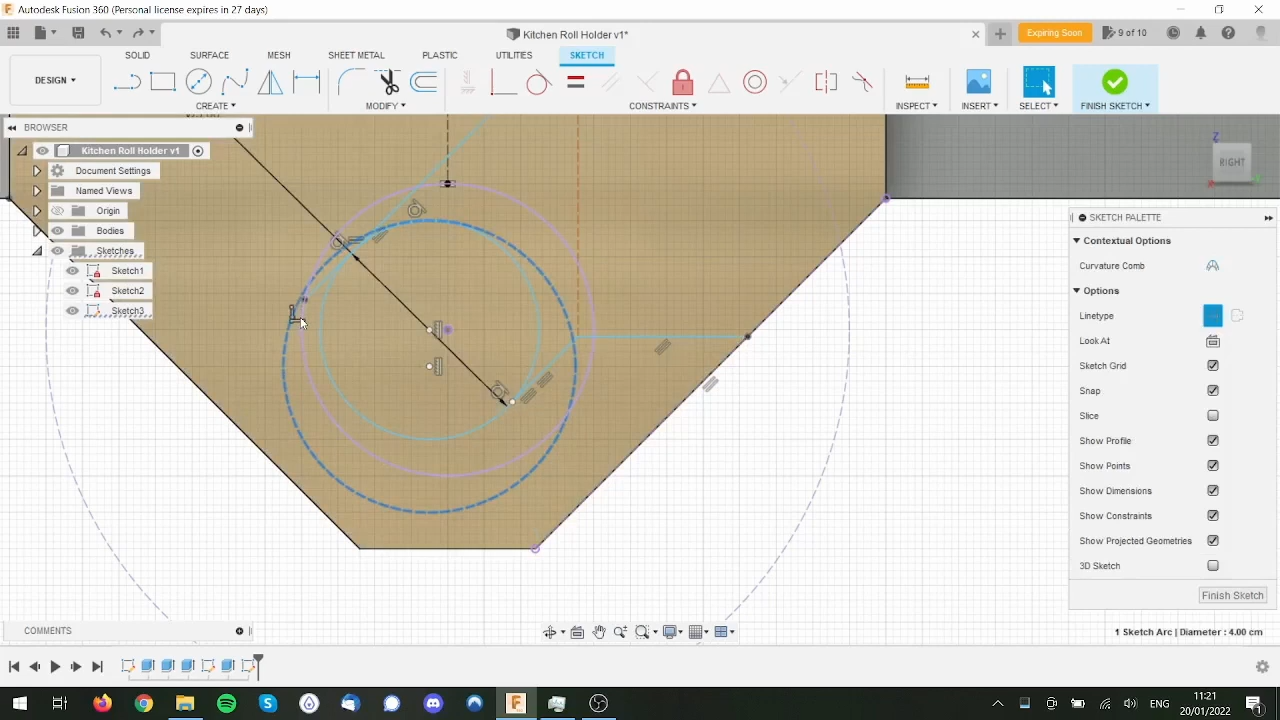 Autodesk Fusion 360 (Personal license expires in 27 days)
Kitchen Roll Holder v1*
Expiring Soon
9 of 10
DESIGN
SOLID
SURFACE
MESH
SHEET METAL
PLASTIC
UTILITIES
SKETCH
CREATE
MODIFY
CONSTRAINTS
INSPECT
INSERT
SELECT
FINISH SKETCH
BROWSER
Kitchen Roll Holder v1
Document Settings
Named Views
Origin
Bodies
Sketches
Sketch1
Sketch2
Sketch3
Z
RIGHT
SKETCH PALETTE
Contextual Options
Curvature Comb
Options
Linetype
Look At
Sketch Grid
Snap
Slice
Show Profile
Show Points
Show Dimensions
Show Constraints
Show Projected Geometries
3D Sketch
Finish Sketch
COMMENTS
1 Sketch Arc | Diameter : 4.00 cm
ENG
11:21
20/01/2022